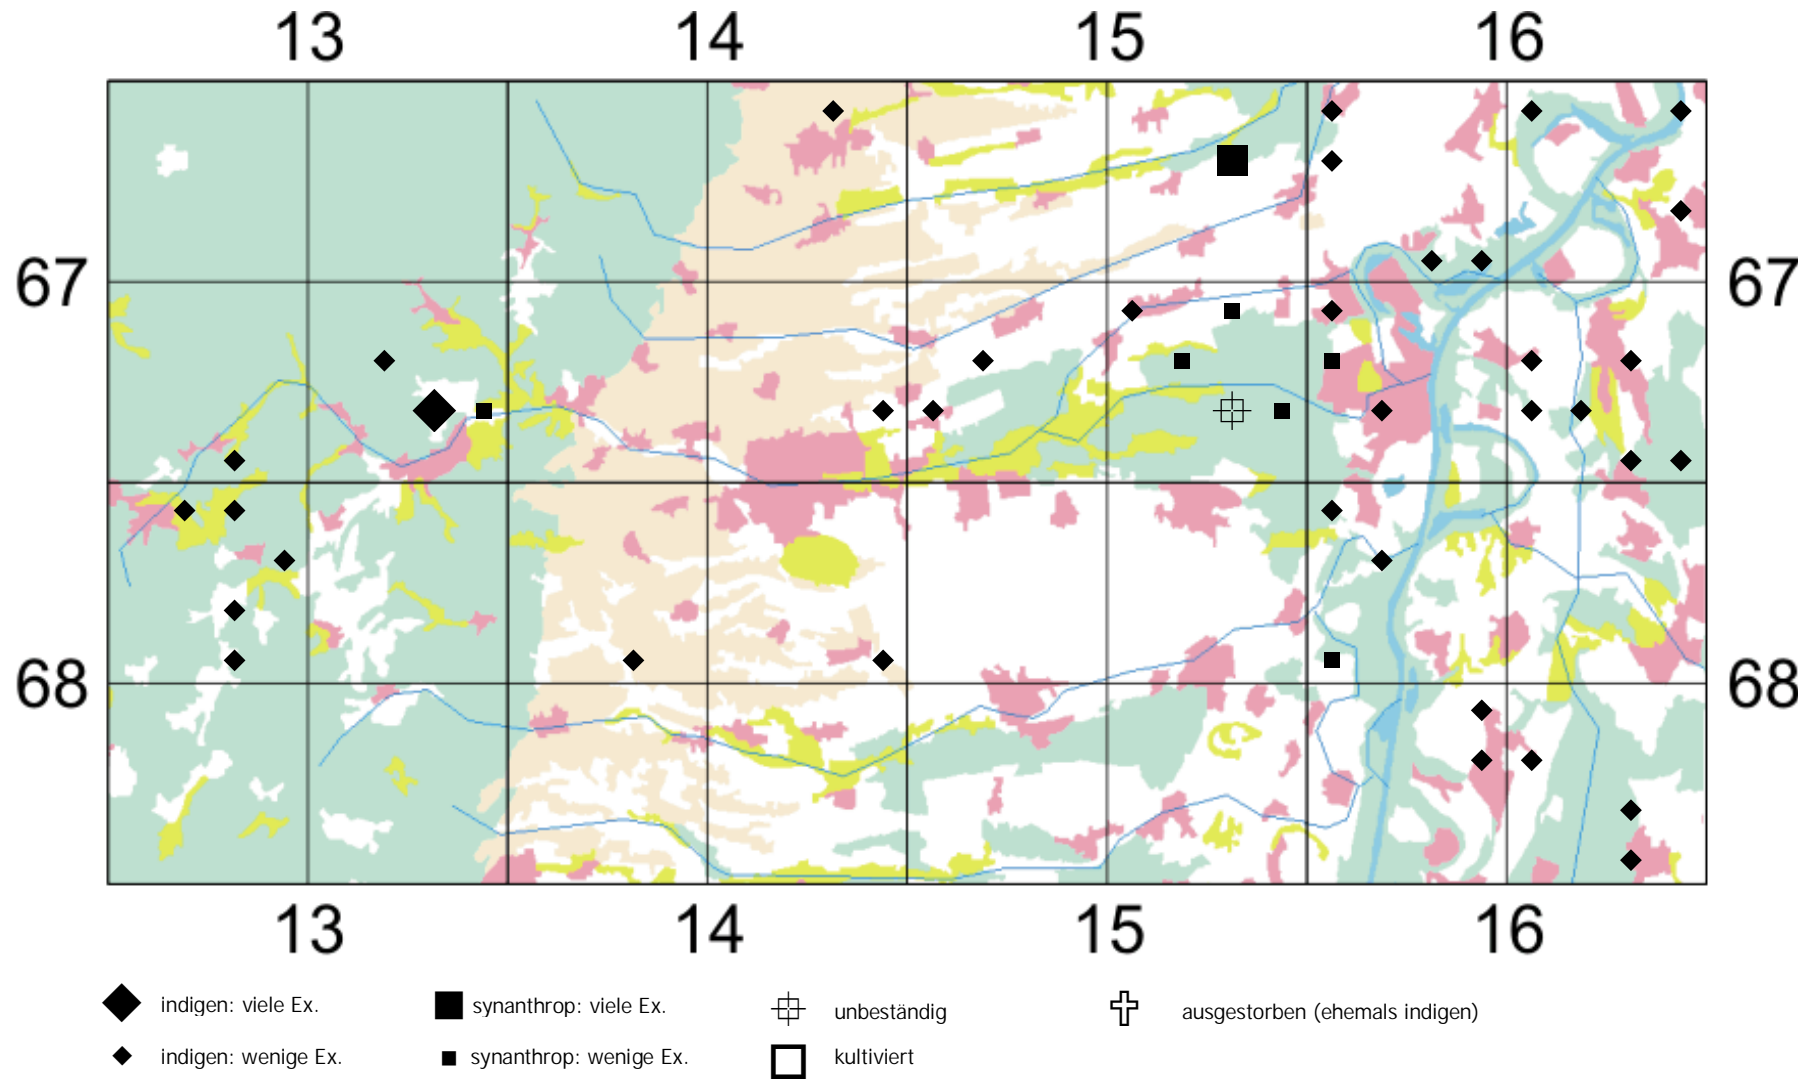 13 14 15 16
67 67
68 68
13 14 15 16
indigen: viele Ex. synanthrop: viele Ex. unbeständig ausgestorben (ehemals indigen)
indigen: wenige Ex. synanthrop: wenige Ex. kultiviert